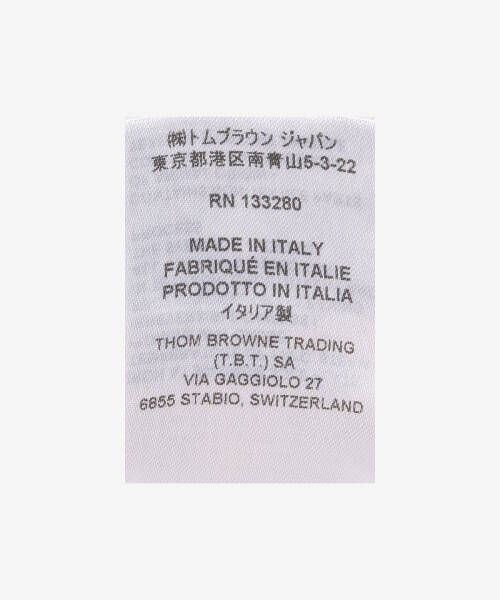 ㈱トムブラウン ジャパン
東京都港区南青山5-3-22
RN 133280
MADE IN ITALY
FABRIQUÉ EN ITALIE
PRODOTTO IN ITALIA
イタリア製
THOM BROWNE TRADING
(T.B.T.) SA
VIA GAGGIOLO 27
6855 STABIO, SWITZERLAND